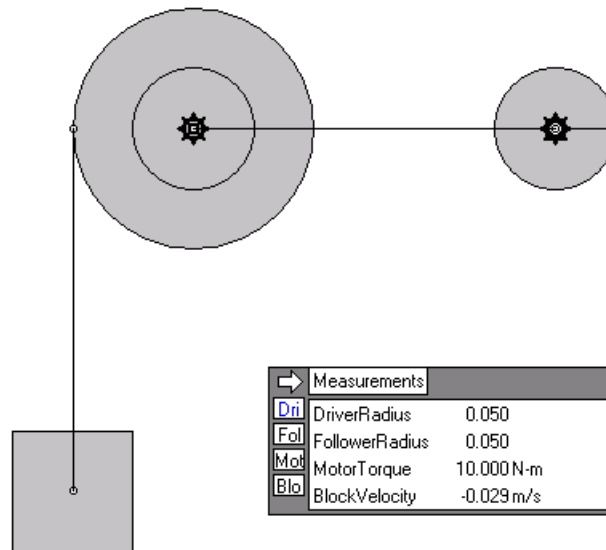 Measurements
Dri DriverRadius 0.050
Fol FollowerRadius 0.050
Mot MotorTorque 10.000 N-m
Blo BlockVelocity -0.029 m/s